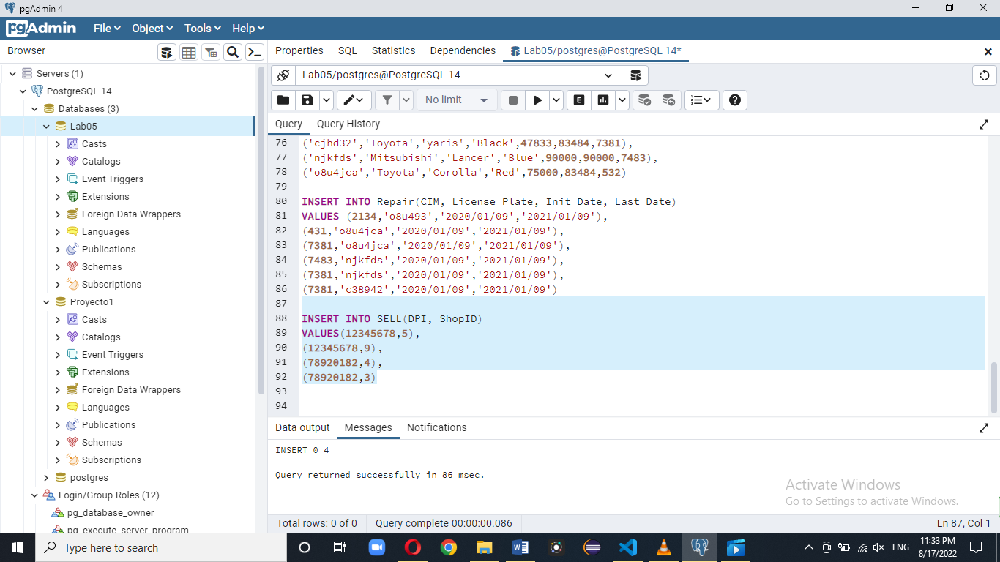 pgAdmin 4
pgAdmin File Object Tools Help
Browser
Properties SQL Statistics Dependencies Lab05/postgres@PostgreSQL 14*
Servers (1)
PostgreSQL 14
Databases (3)
Lab05
Casts
Catalogs
Event Triggers
Extensions
Foreign Data Wrappers
Languages
Publications
Schemas
Subscriptions
Proyecto1
Casts
Catalogs
Event Triggers
Extensions
Foreign Data Wrappers
Languages
Publications
Schemas
Subscriptions
postgres
Login/Group Roles (12)
pg_database_owner
pg_execute_server_program
Lab05/postgres@PostgreSQL 14
No limit
E
Query Query History
76 ('cjhd32','Toyota','yaris','Black',47833,83484,7381),
77 ('njkfds','Mitsubishi','Lancer','Blue',90000,90000,7483),
78 ('o8u4jca','Toyota','Corolla','Red',75000,83484,532)
79
80 INSERT INTO Repair(CIM, License_Plate, Init_Date, Last_Date)
81 VALUES (2134,'o8u493','2020/01/09','2021/01/09'),
82 (431,'o8u4jca','2020/01/09','2021/01/09'),
83 (7381,'o8u4jca','2020/01/09','2021/01/09'),
84 (7483,'njkfds','2020/01/09','2021/01/09'),
85 (7381,'njkfds','2020/01/09','2021/01/09'),
86 (7381,'c38942','2020/01/09','2021/01/09')
87
88 INSERT INTO SELL(DPI, ShopID)
89 VALUES(12345678,5),
90 (12345678,9),
91 (78920182,4),
92 (78920182,3)
93
94
Data output Messages Notifications
INSERT 0 4
Query returned successfully in 86 msec.
Activate Windows
Go to Settings to activate Windows.
Total rows: 0 of 0 Query complete 00:00:00.086 Ln 87, Col 1
Type here to search
ENG
11:33 PM
8/17/2022